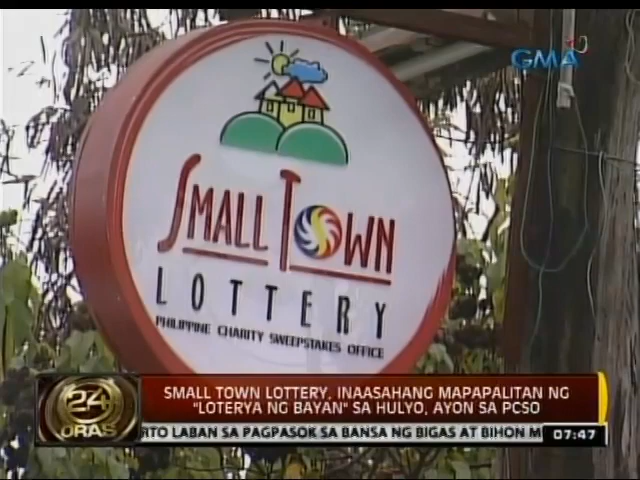 GMA
SMALL TOWN
LOTTERY
PHILIPPINE CHARITY SWEEPSTAKES OFFICE
24
ORAS
SMALL TOWN LOTTERY, INAASAHANG MAPAPALITAN NG
"LOTERYA NG BAYAN" SA HULYO, AYON SA PCSO
LABAN SA PAGPASOK SA BANSA NG BIGAS AT BIHON
07:47